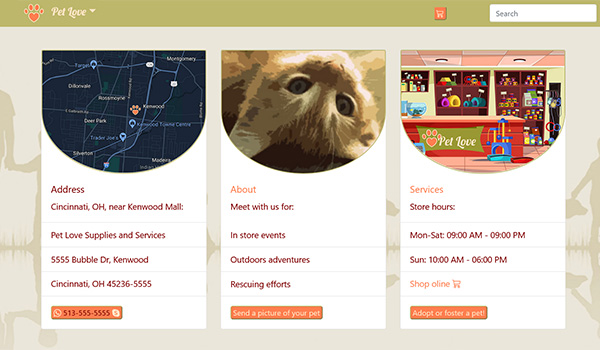 Pet Love
Search
Target
Montgomery
Dillonvale
Rossmoyne
Kenwood
Deer Park
Kenwood Towne Centre
Trader Joe's
Silverton
Madeira
Pet Love
Address
Cincinnati, OH, near Kenwood Mall:
Pet Love Supplies and Services
5555 Bubble Dr, Kenwood
Cincinnati, OH 45236-5555
513-555-5555
About
Meet with us for:
In store events
Outdoors adventures
Rescuing efforts
Send a picture of your pet
Services
Store hours:
Mon-Sat: 09:00 AM - 09:00 PM
Sun: 10:00 AM - 06:00 PM
Shop oline
Adopt or foster a pet!